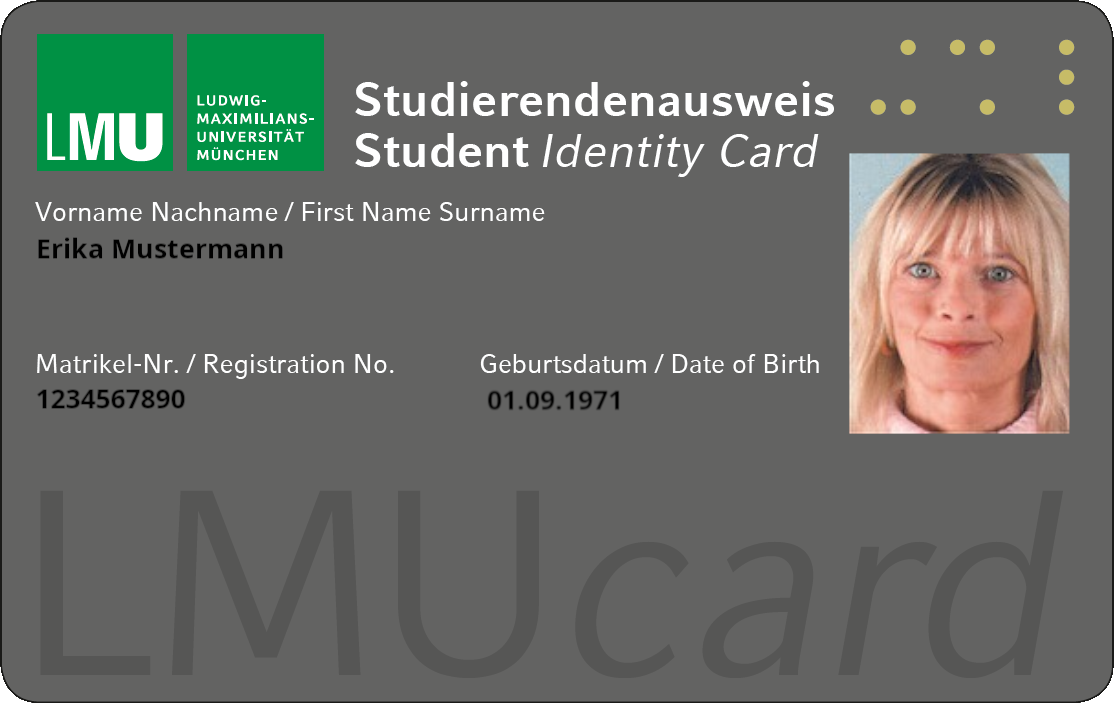 LMU
LUDWIG-
MAXIMILIANS-
UNIVERSITÄT
MÜNCHEN
Studierendenausweis
Student Identity Card
Vorname Nachname / First Name Surname
Erika Mustermann
Matrikel-Nr. / Registration No.
1234567890
Geburtsdatum / Date of Birth
01.09.1971
LMUcard